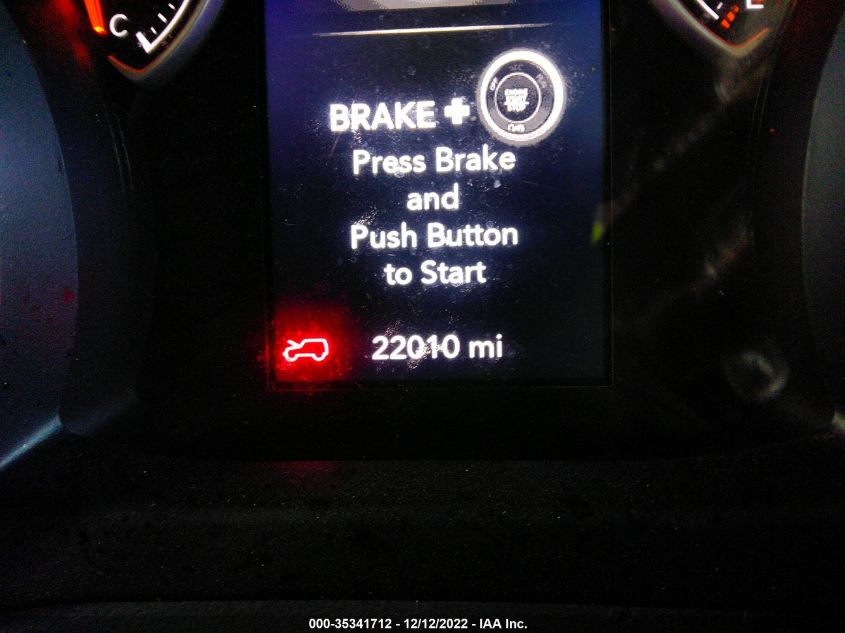 C
E
BRAKE +
Press Brake
and
Push Button
to Start
22010 mi
000-35341712 - 12/12/2022 - IAA Inc.